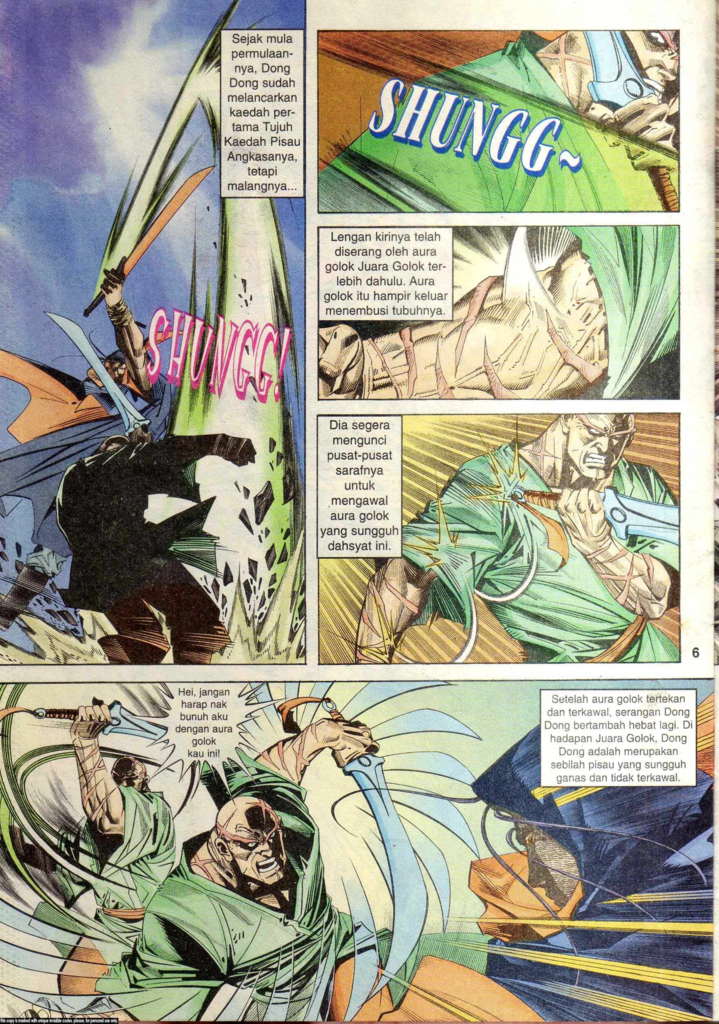 Sejak mula
permulaan-
nya, Dong
Dong sudah
melancarkan
kaedah per-
tama Tujuh
Kaedah Pisau
Angkasanya,
tetapi
malangnya...
SHUNGG!
SHUNGG~
Lengan kirinya telah
diserang oleh aura
golok Juara Golok ter-
lebih dahulu. Aura
golok itu hampir keluar
menembusi tubuhnya.
Dia segera
mengunci
pusat-pusat
sarafnya
untuk
mengawal
aura golok
yang sungguh
dahsyat ini.
6
Hei, jangan
harap nak
bunuh aku
dengan aura
golok
kau ini!
Setelah aura golok tertekan
dan terkawal, serangan Dong
Dong bertambah hebat lagi. Di
hadapan Juara Golok, Dong
Dong adalah merupakan
sebilah pisau yang sungguh
ganas dan tidak terkawal.